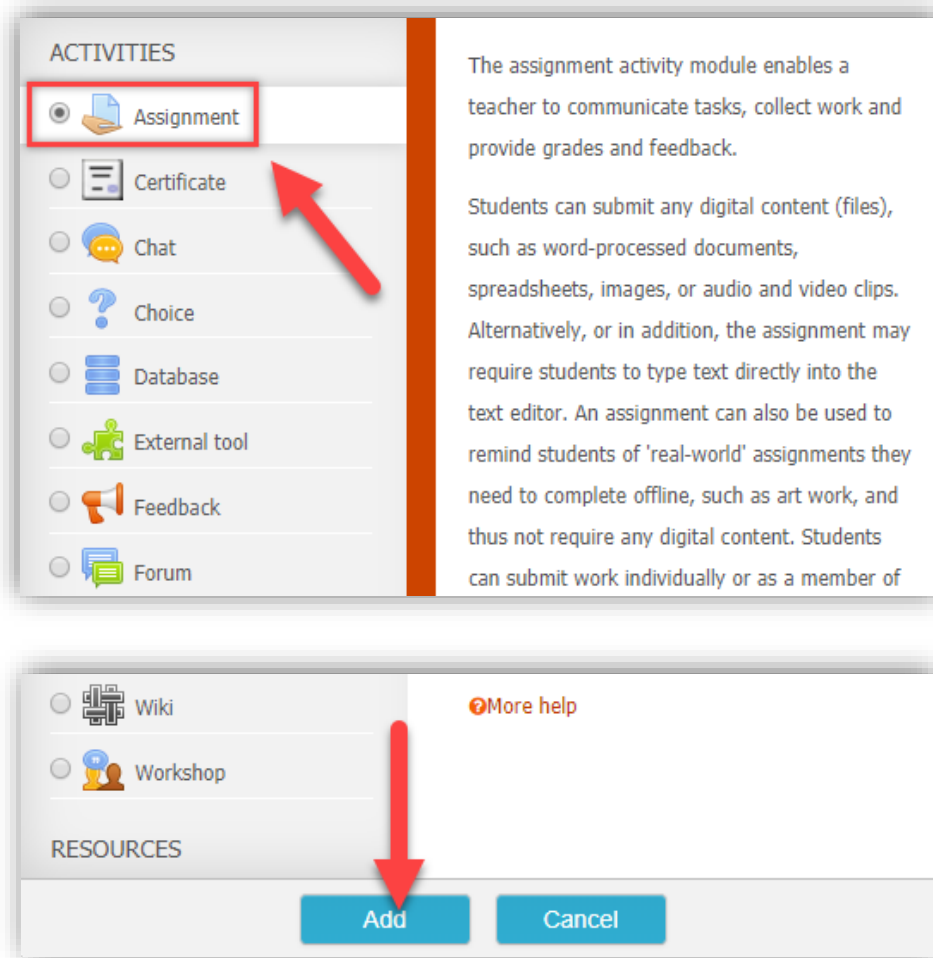 ACTIVITIES
Assignment
Certificate
Chat
Choice
Database
External tool
Feedback
Forum
The assignment activity module enables a
teacher to communicate tasks, collect work and
provide grades and feedback.
Students can submit any digital content (files),
such as word-processed documents,
spreadsheets, images, or audio and video clips.
Alternatively, or in addition, the assignment may
require students to type text directly into the
text editor. An assignment can also be used to
remind students of 'real-world' assignments they
need to complete offline, such as art work, and
thus not require any digital content. Students
can submit work individually or as a member of
Wiki
Workshop
RESOURCES
More help
Add
Cancel